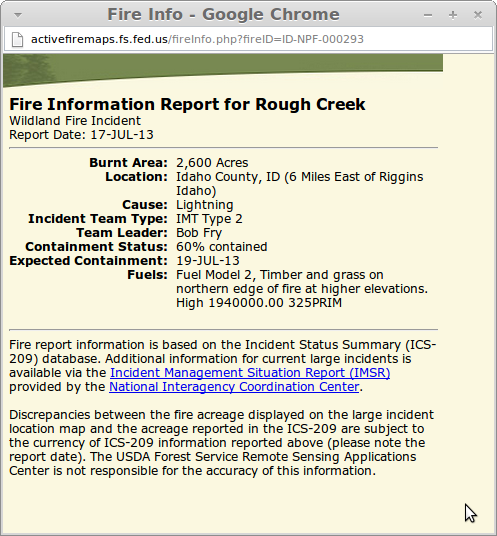 Fire Info - Google Chrome
activefiremaps.fs.fed.us/fireInfo.php?fireID=ID-NPF-000293
Fire Information Report for Rough Creek
Wildland Fire Incident
Report Date: 17-JUL-13
Burnt Area: 2,600 Acres
Location: Idaho County, ID (6 Miles East of Riggins
Idaho)
Cause: Lightning
Incident Team Type: IMT Type 2
Team Leader: Bob Fry
Containment Status: 60% contained
Expected Containment: 19-JUL-13
Fuels: Fuel Model 2, Timber and grass on
northern edge of fire at higher elevations.
High 1940000.00 325PRIM
Fire report information is based on the Incident Status Summary (ICS-
209) database. Additional information for current large incidents is
available via the Incident Management Situation Report (IMSR)
provided by the National Interagency Coordination Center.
Discrepancies between the fire acreage displayed on the large incident
location map and the acreage reported in the ICS-209 are subject to
the currency of ICS-209 information reported above (please note the
report date). The USDA Forest Service Remote Sensing Applications
Center is not responsible for the accuracy of this information.